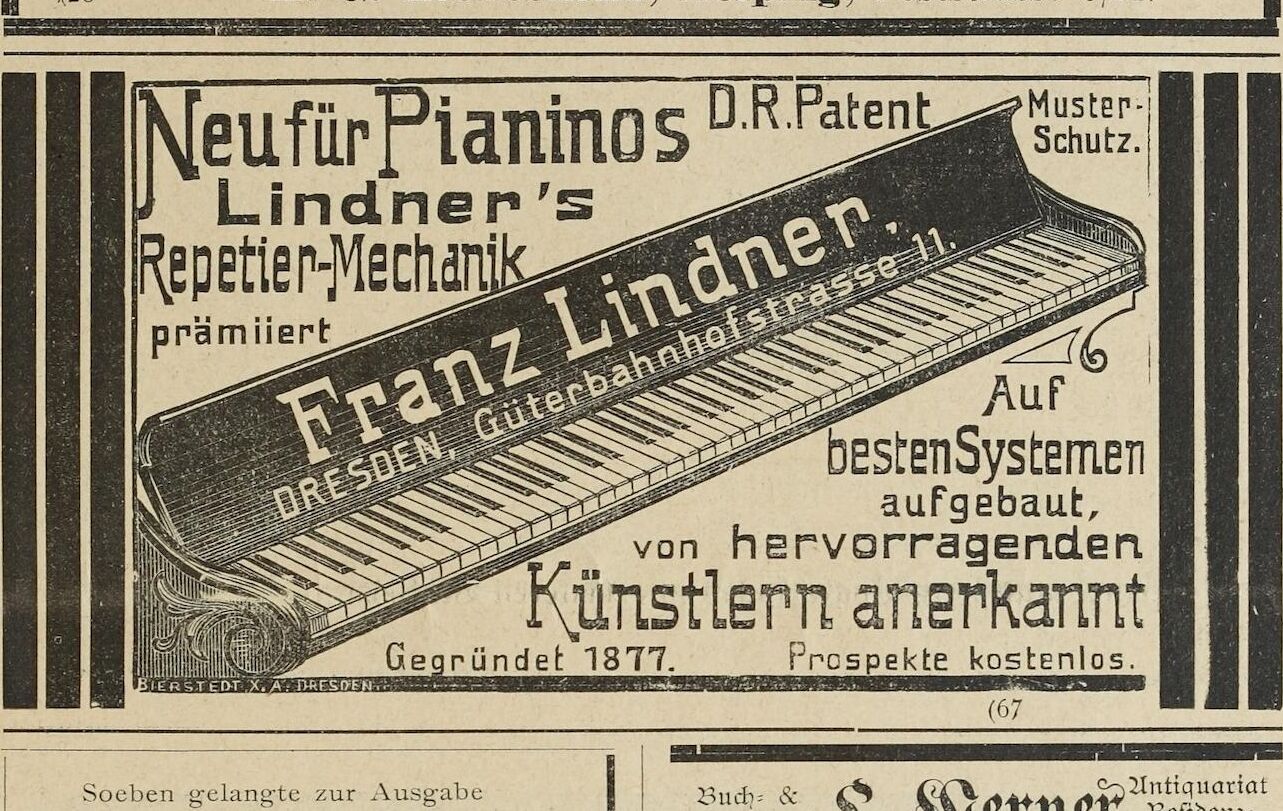 Neu für Pianinos
D.R.Patent
Muster-
Schutz.
Lindner's
Repetier-Mechanik
prämiiert
Franz Lindner,
DRESDEN, Güterbahnhofstrasse 11.
Auf
besten Systemen
aufgebaut,
von hervorragenden
Künstlern anerkannt
Gegründet 1877.
Prospekte kostenlos.
BIERSTEDT X. A. DRESDEN.
(67
Soeben gelangte zur Ausgabe
Buch- &
Antiquariat